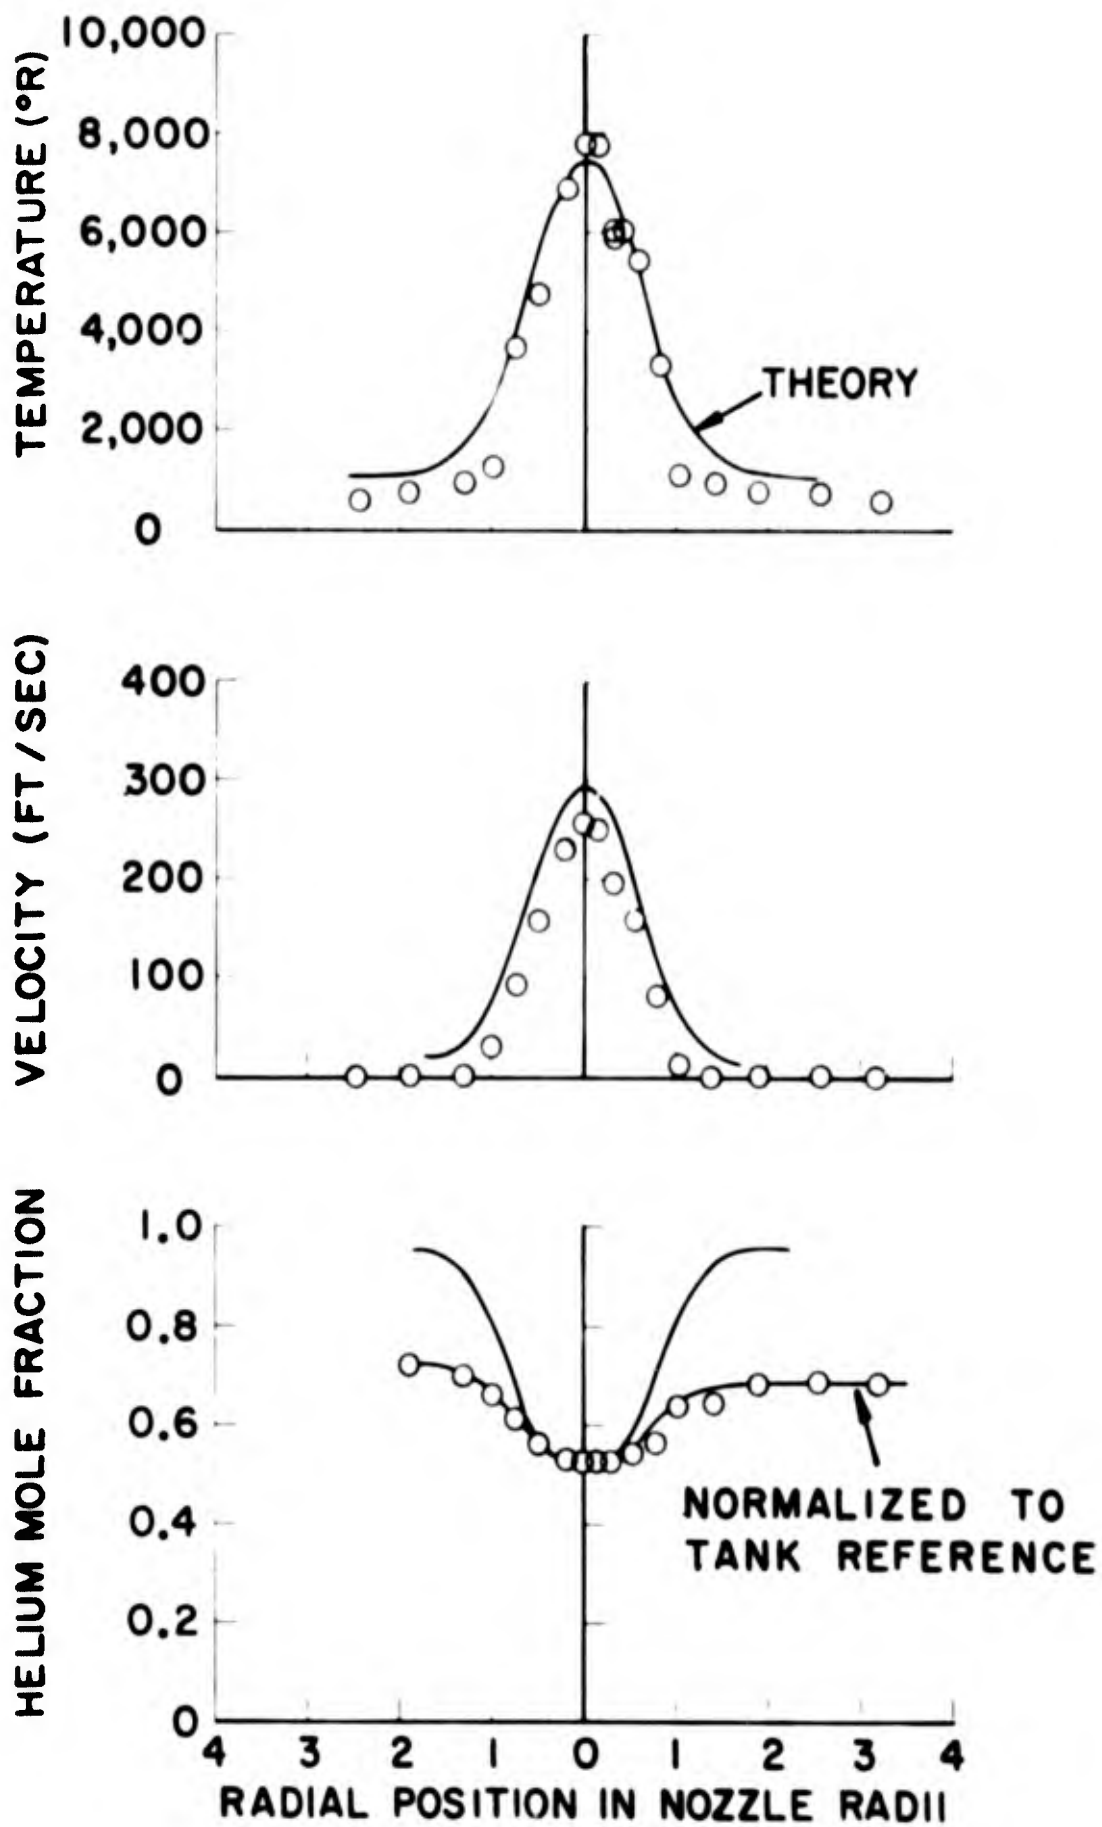 TEMPERATURE (°R)
10,000
8,000
6,000
4,000
2,000
0
THEORY
VELOCITY (FT/SEC)
400
300
200
100
0
HELIUM MOLE FRACTION
1.0
0.8
0.6
0.4
0.2
0
NORMALIZED TO
TANK REFERENCE
4 3 2 1 0 1 2 3 4
RADIAL POSITION IN NOZZLE RADII